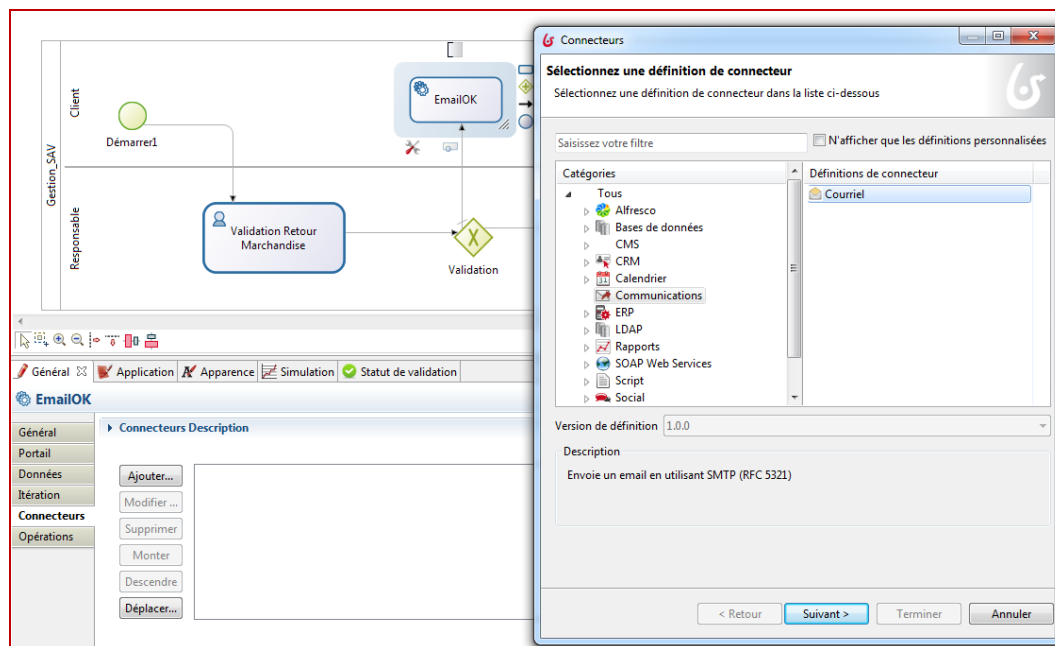 Gestion_SAV
Client
Responsable
Démarrer1
EmailOK
Validation Retour
Marchandise
Validation
Général
Application
Apparence
Simulation
Statut de validation
EmailOK
Général
Portail
Données
Itération
Connecteurs
Opérations
Connecteurs Description
Ajouter...
Modifier ...
Supprimer
Monter
Descendre
Déplacer...
Connecteurs
Sélectionnez une définition de connecteur
Sélectionnez une définition de connecteur dans la liste ci-dessous
Saisissez votre filtre
N'afficher que les définitions personnalisées
Catégories
Tous
Alfresco
Bases de données
CMS
CRM
Calendrier
Communications
ERP
LDAP
Rapports
SOAP Web Services
Script
Social
Définitions de connecteur
Courriel
Version de définition 1.0.0
Description
Envoie un email en utilisant SMTP (RFC 5321)
< Retour
Suivant >
Terminer
Annuler